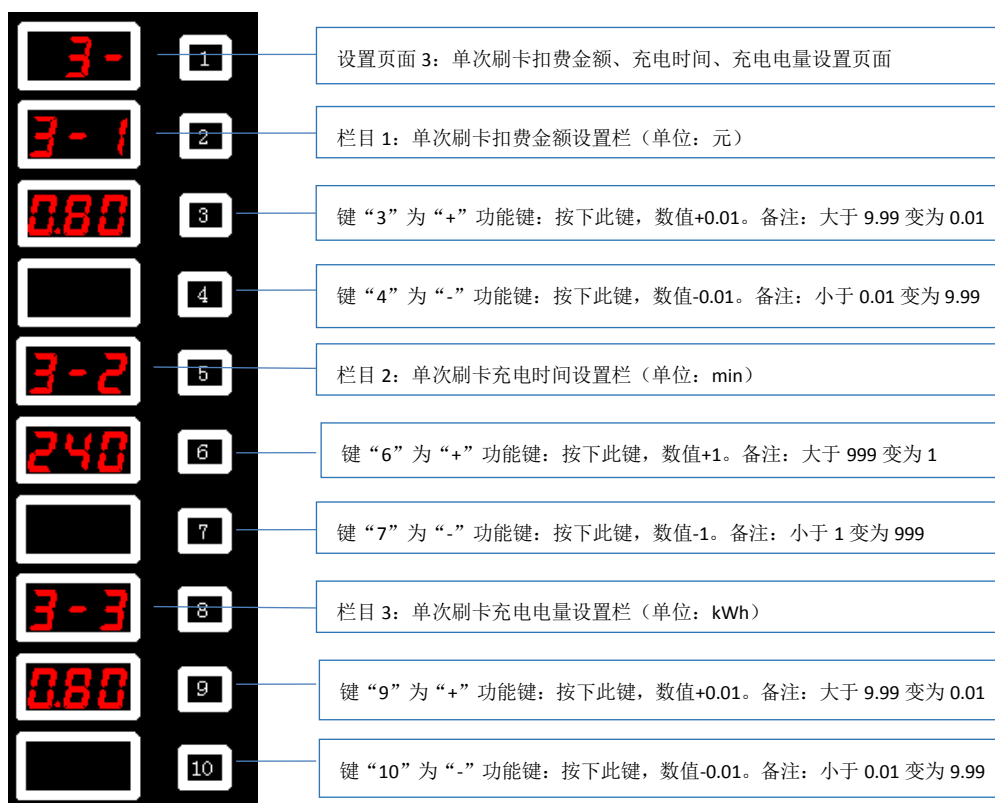 3-
1
设置页面 3：单次刷卡扣费金额、充电时间、充电电量设置页面
3-1
2
栏目 1：单次刷卡扣费金额设置栏（单位：元）
0.80
3
键“3”为“+”功能键：按下此键，数值+0.01。备注：大于 9.99 变为 0.01
4
键“4”为“-”功能键：按下此键，数值-0.01。备注：小于 0.01 变为 9.99
3-2
5
栏目 2：单次刷卡充电时间设置栏（单位：min）
240
6
键“6”为“+”功能键：按下此键，数值+1。备注：大于 999 变为 1
7
键“7”为“-”功能键：按下此键，数值-1。备注：小于 1 变为 999
3-3
8
栏目 3：单次刷卡充电电量设置栏（单位：kWh）
0.80
9
键“9”为“+”功能键：按下此键，数值+0.01。备注：大于 9.99 变为 0.01
10
键“10”为“-”功能键：按下此键，数值-0.01。备注：小于 0.01 变为 9.99